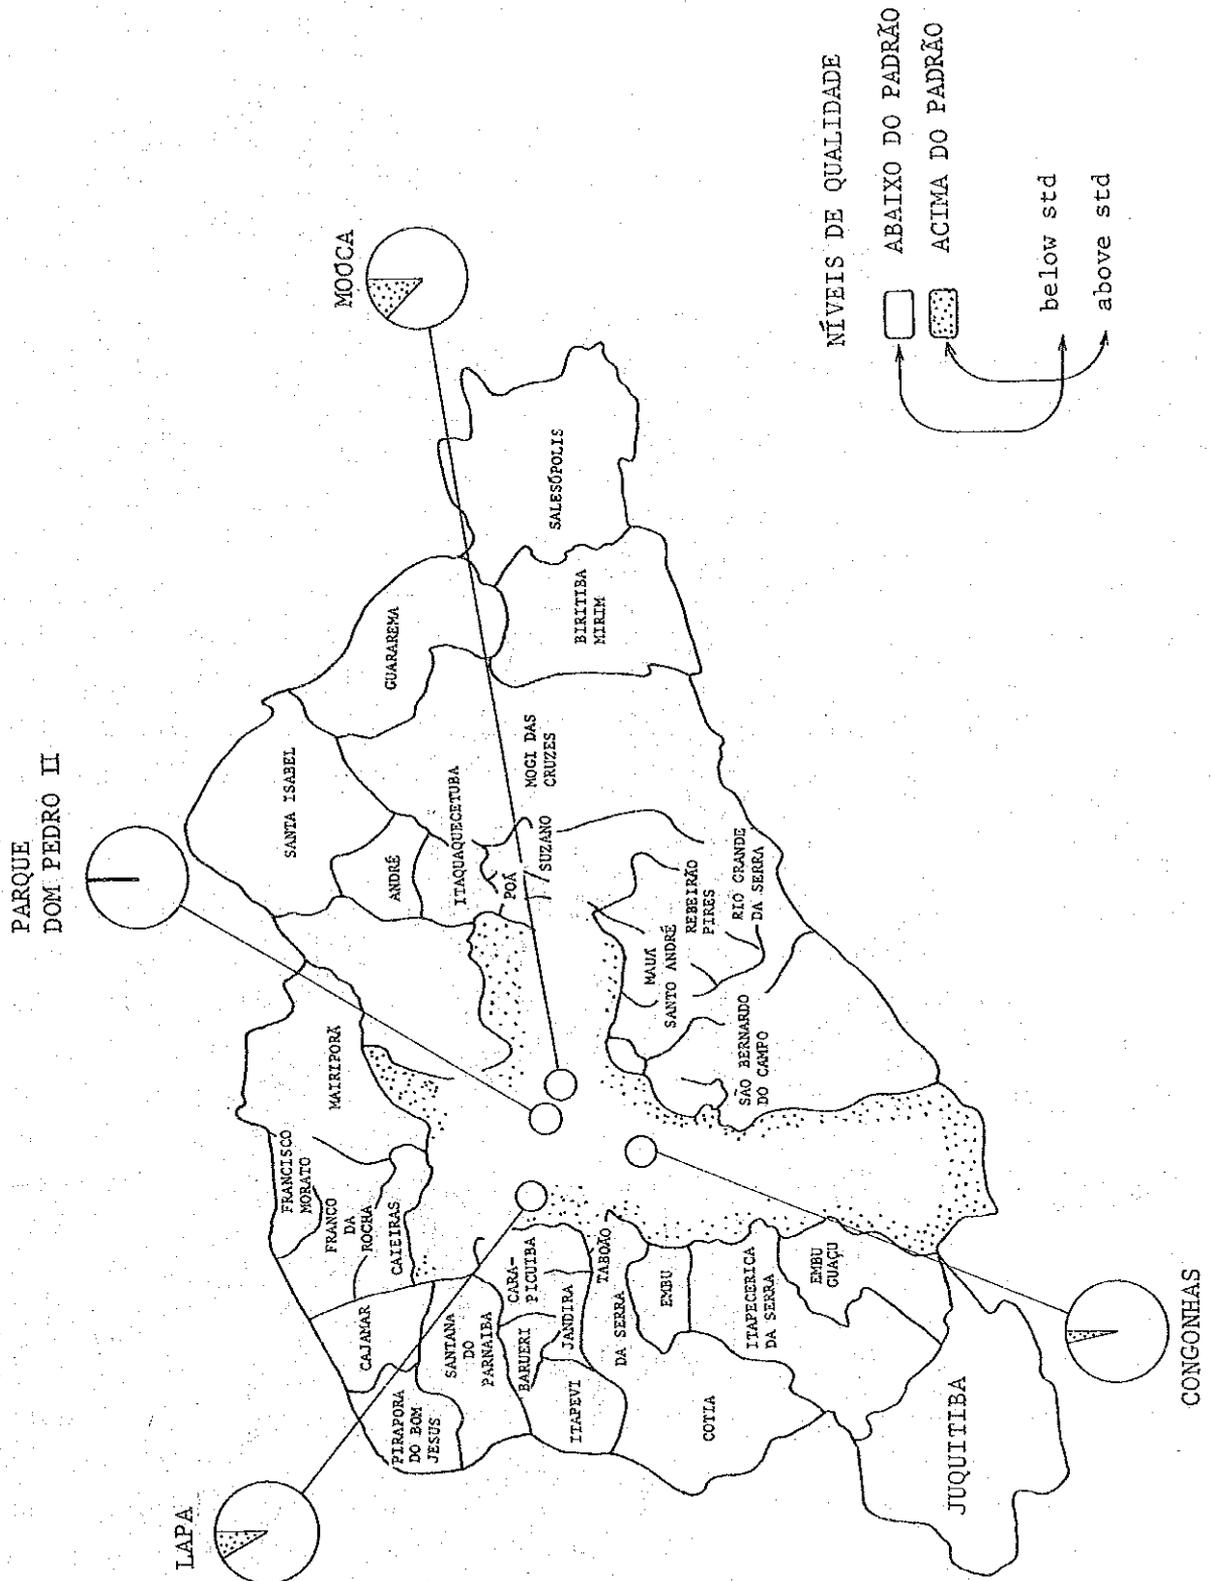 PARQUE
DOM PEDRO II
MOÓCA
LAPA
CONGONHAS
NÍVEIS DE QUALIDADE
ABAIXO DO PADRÃO
ACIMA DO PADRÃO
below std
above std
SANTA ISABEL
GUARAREMA
ANDRÉ
ITAQUAQUECETUBA
POÁ
SUZANO
MOGI DAS
CRUZES
BIRITIBA
MIRIM
SALESÓPOLIS
MAIRIPORÃ
FRANCISCO
MORATO
FRANCO
DA
ROCHA
CAIEIRAS
CAJAMAR
PIRAPORA
DO BOM
JESUS
SANTANA
DO
PARNAIBA
CARA-
PICUIBA
BARUERI
JANDIRA
ITAPEVI
TABOÃO
DA SERRA
EMBU
COTIA
ITAPECERICA
DA SERRA
EMBU
GUAÇU
JUQUITIBA
MAUÁ
SANTO ANDRÉ
REBEIRÃO
PIRES
RIO GRANDE
DA SERRA
SÃO BERNARDO
DO CAMPO